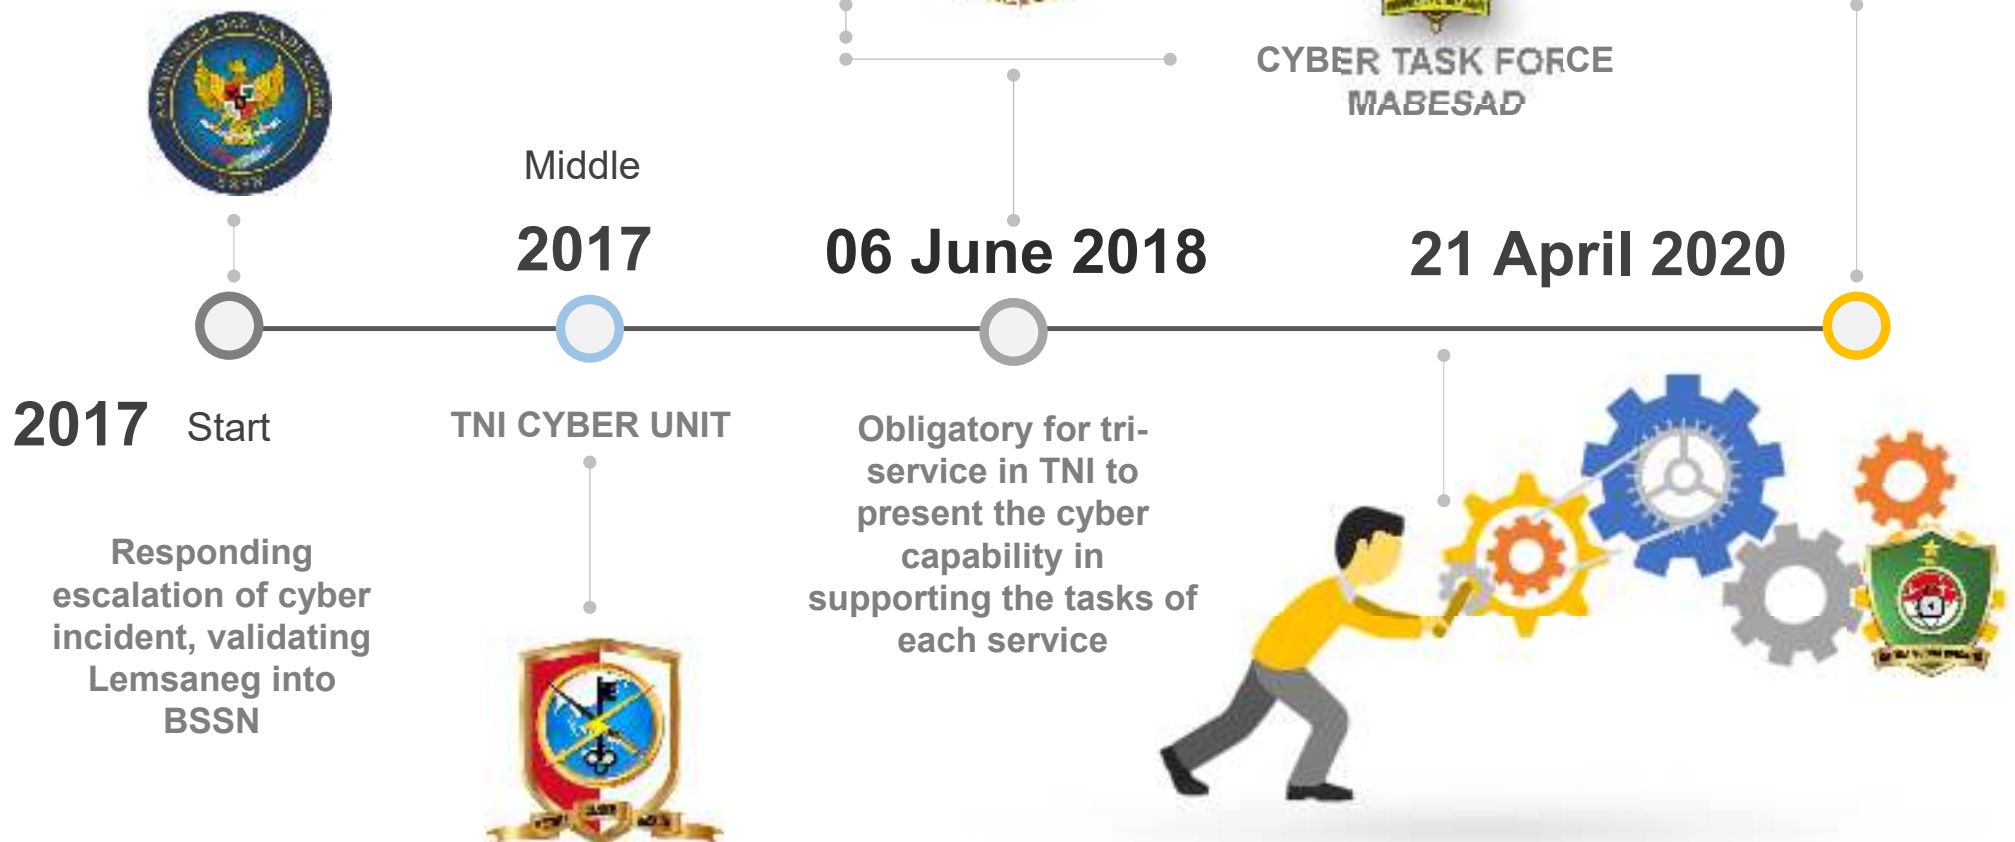 CYBER TASK FORCE
MABESAD
Middle
2017
06 June 2018
21 April 2020
2017 Start
TNI CYBER UNIT
Responding
escalation of cyber
incident, validating
Lemsaneg into
BSSN
Obligatory for tri-
service in TNI to
present the cyber
capability in
supporting the tasks of
each service